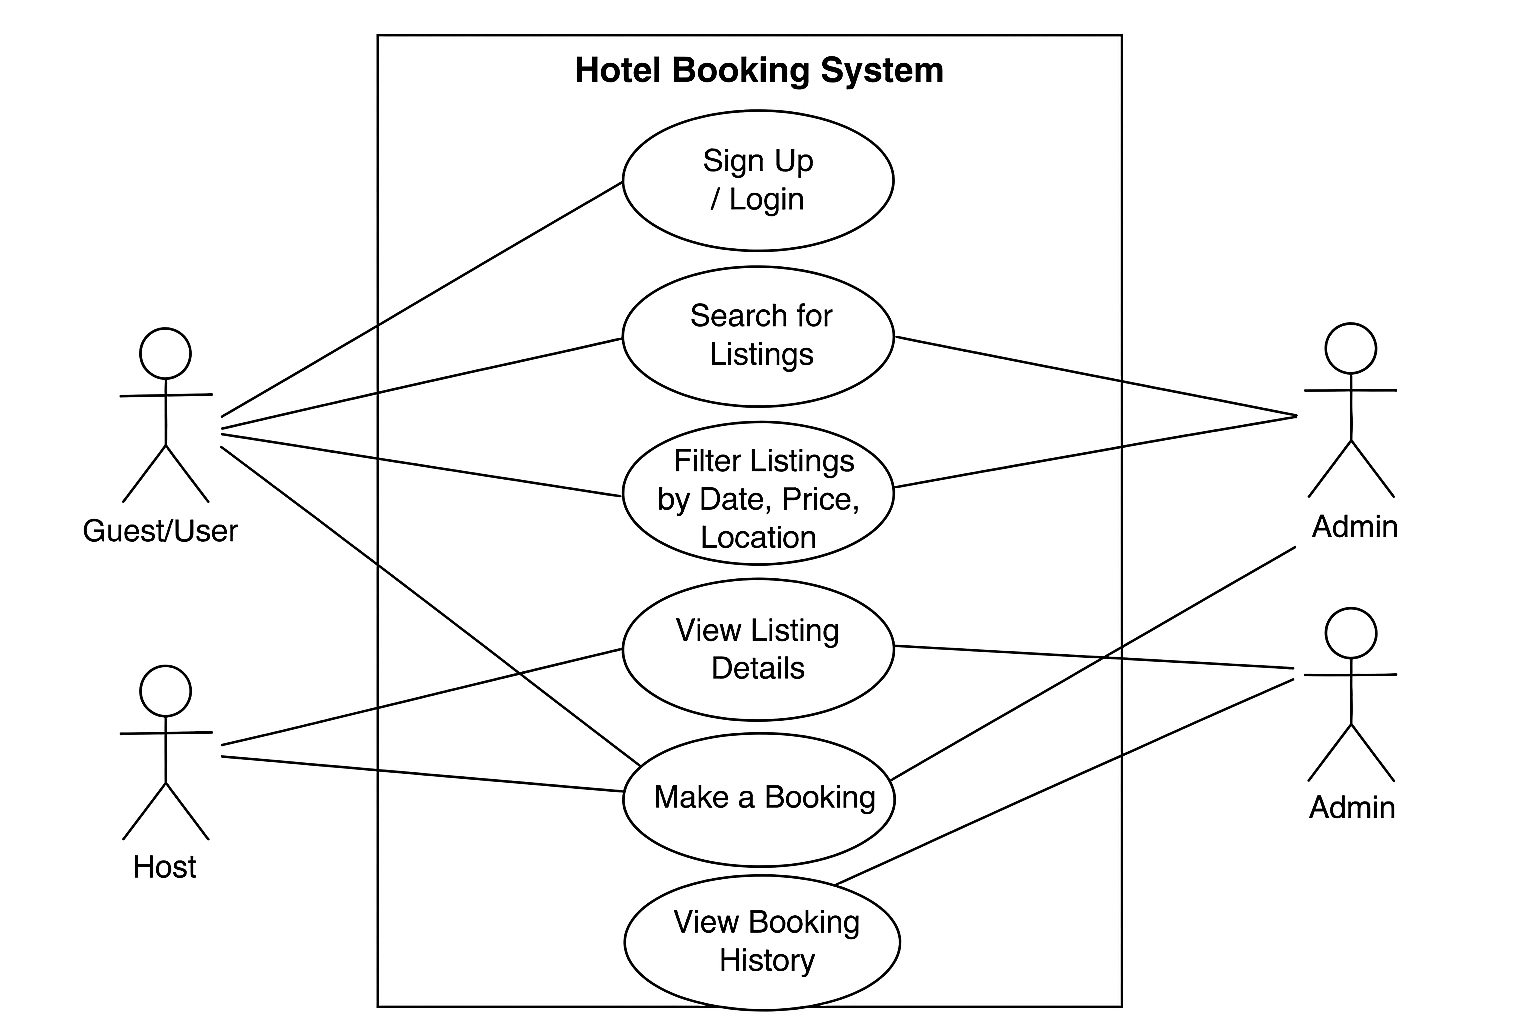 Hotel Booking System
Sign Up
/ Login
Search for
Listings
Filter Listings
by Date, Price,
Location
View Listing
Details
Make a Booking
View Booking
History
Guest/User
Host
Admin
Admin